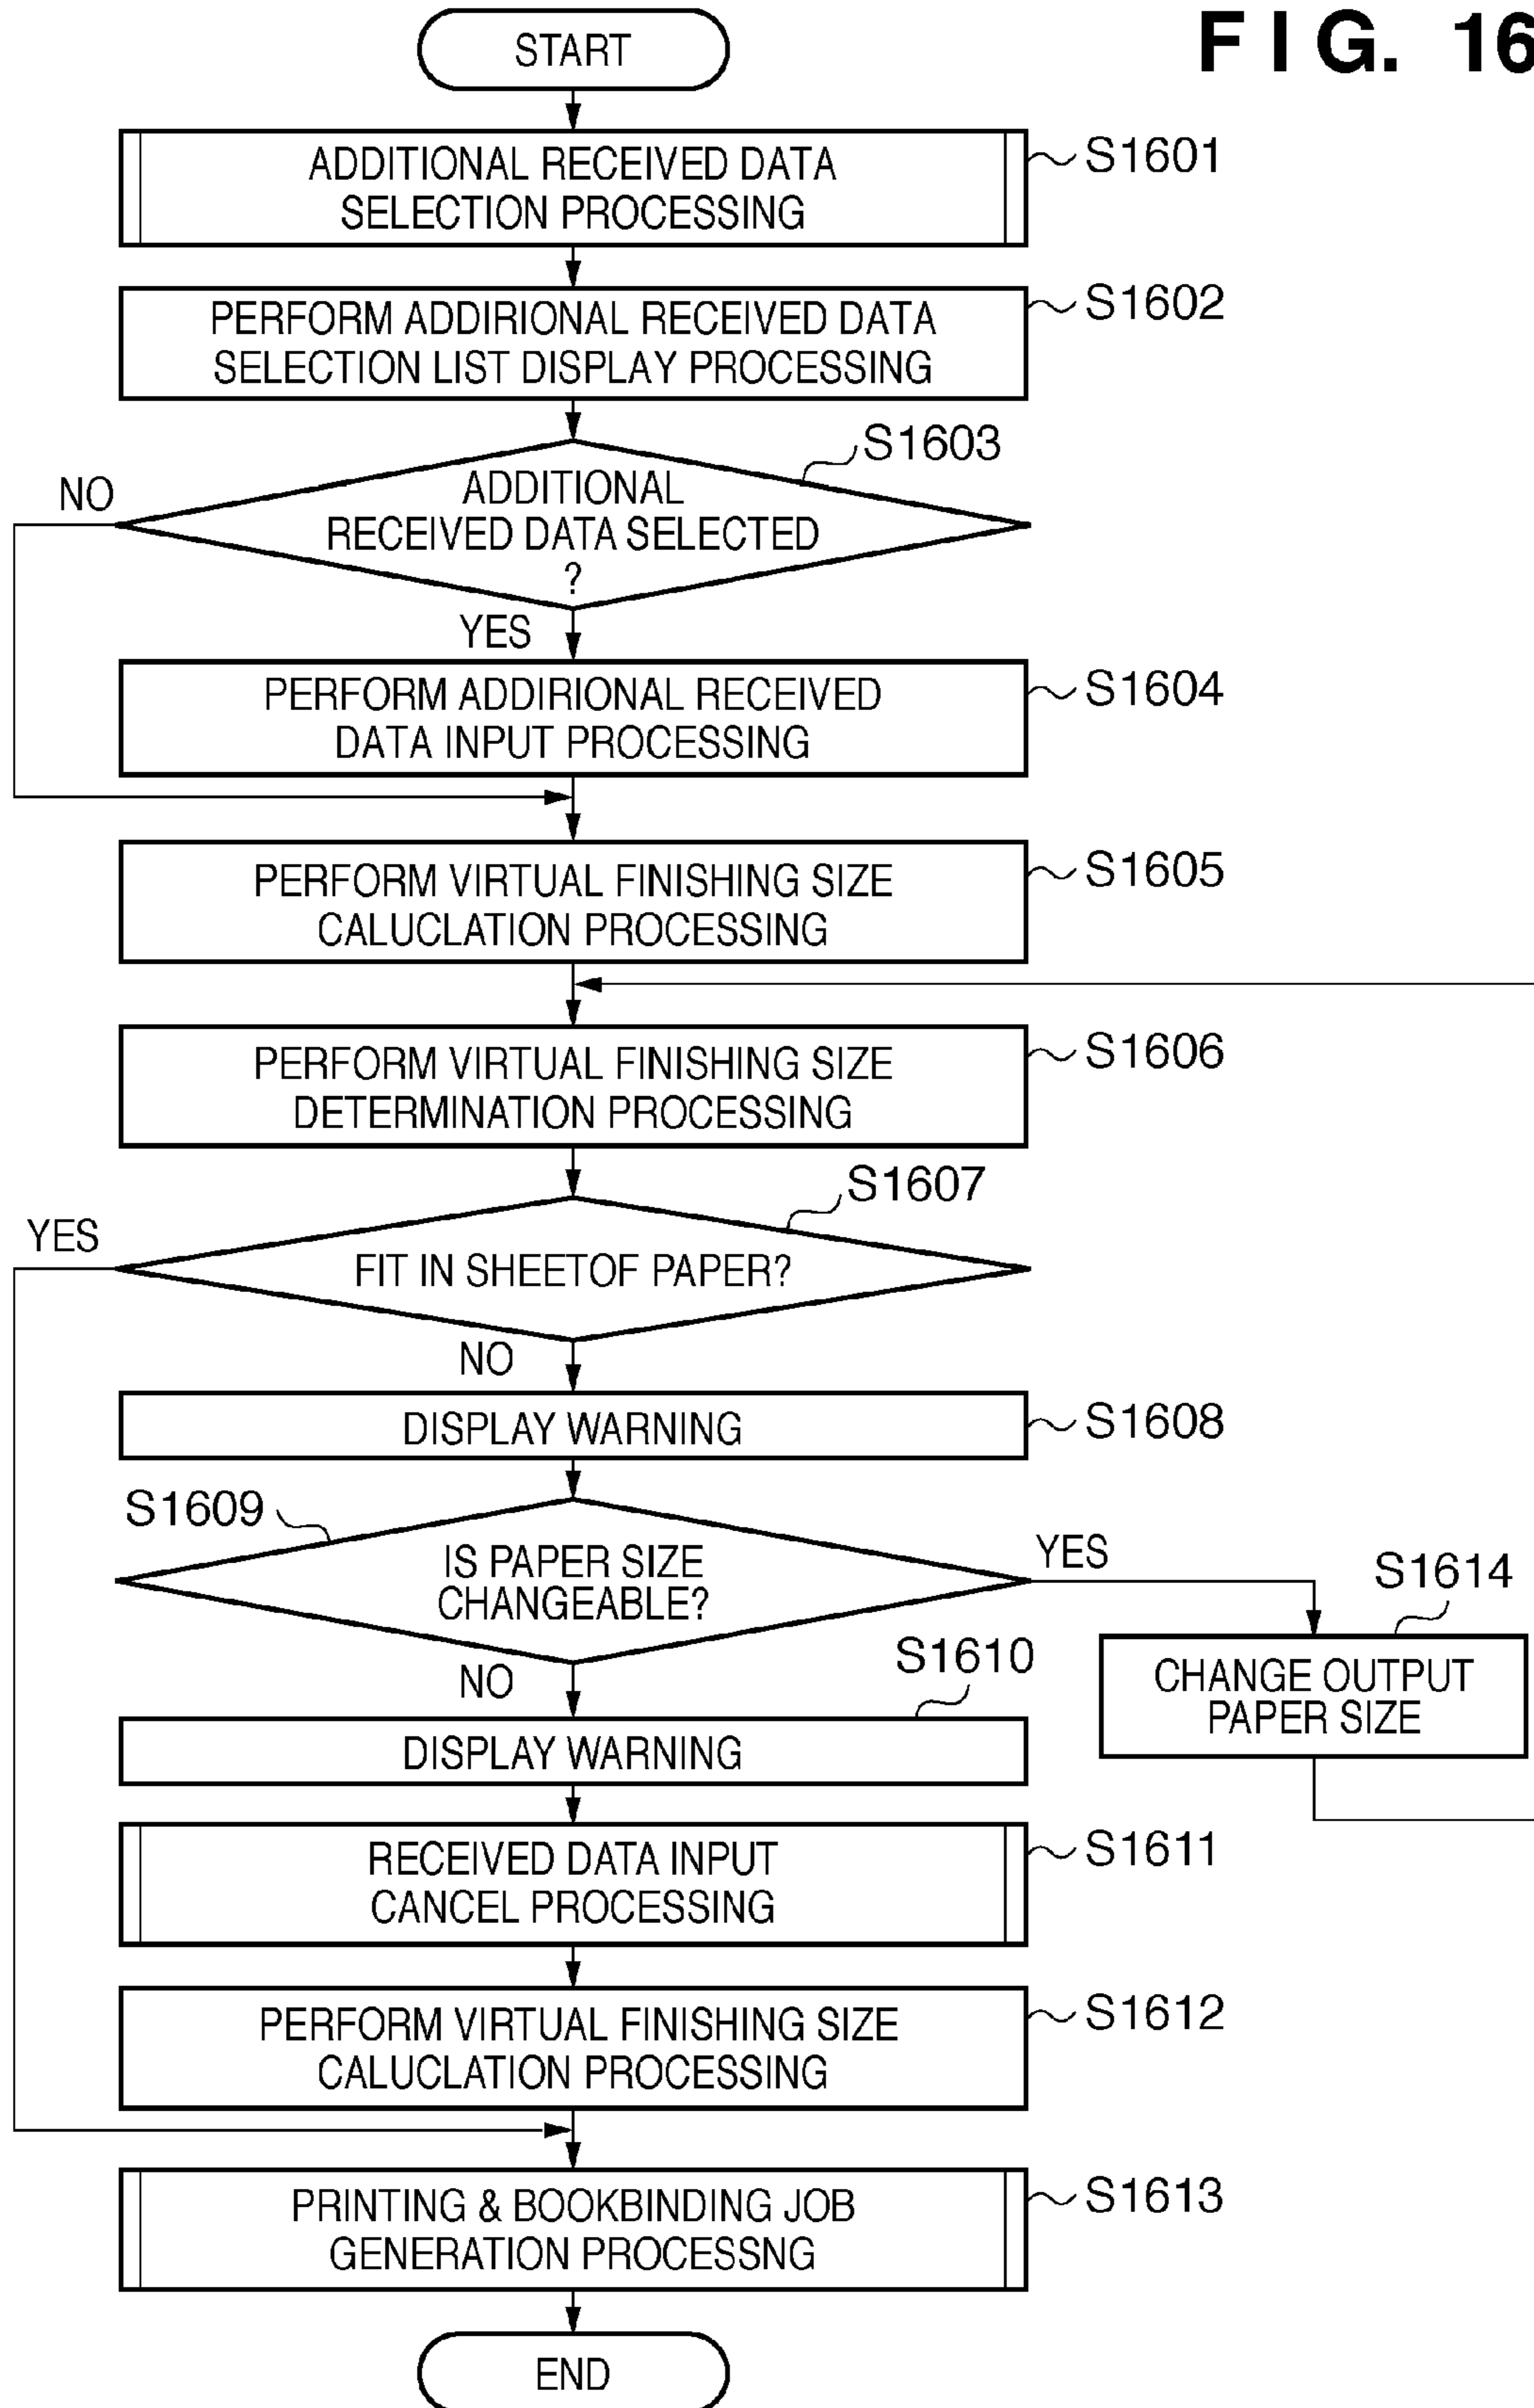 FIG. 16
START
ADDITIONAL RECEIVED DATA
SELECTION PROCESSING
S1601
PERFORM ADDIRIONAL RECEIVED DATA
SELECTION LIST DISPLAY PROCESSING
S1602
S1603
ADDITIONAL
RECEIVED DATA SELECTED
?
NO
YES
PERFORM ADDIRIONAL RECEIVED
DATA INPUT PROCESSING
S1604
PERFORM VIRTUAL FINISHING SIZE
CALUCLATION PROCESSING
S1605
PERFORM VIRTUAL FINISHING SIZE
DETERMINATION PROCESSING
S1606
S1607
YES
FIT IN SHEETOF PAPER?
NO
DISPLAY WARNING
S1608
S1609
IS PAPER SIZE
CHANGEABLE?
YES
S1614
NO
S1610
CHANGE OUTPUT
PAPER SIZE
DISPLAY WARNING
RECEIVED DATA INPUT
CANCEL PROCESSING
S1611
PERFORM VIRTUAL FINISHING SIZE
CALUCLATION PROCESSING
S1612
PRINTING & BOOKBINDING JOB
GENERATION PROCESSNG
S1613
END